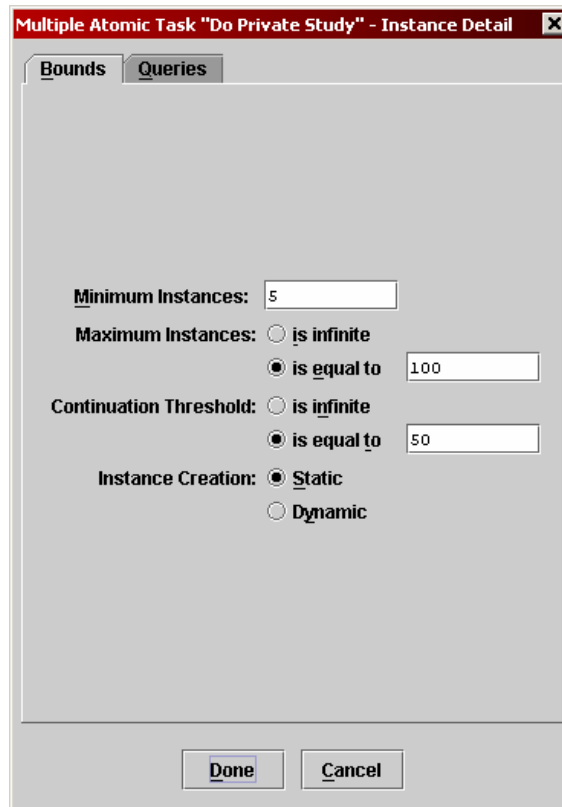 Multiple Atomic Task "Do Private Study" - Instance Detail
Bounds Queries
Minimum Instances: 5
Maximum Instances: is infinite
is equal to 100
Continuation Threshold: is infinite
is equal to 50
Instance Creation: Static
Dynamic
Done Cancel